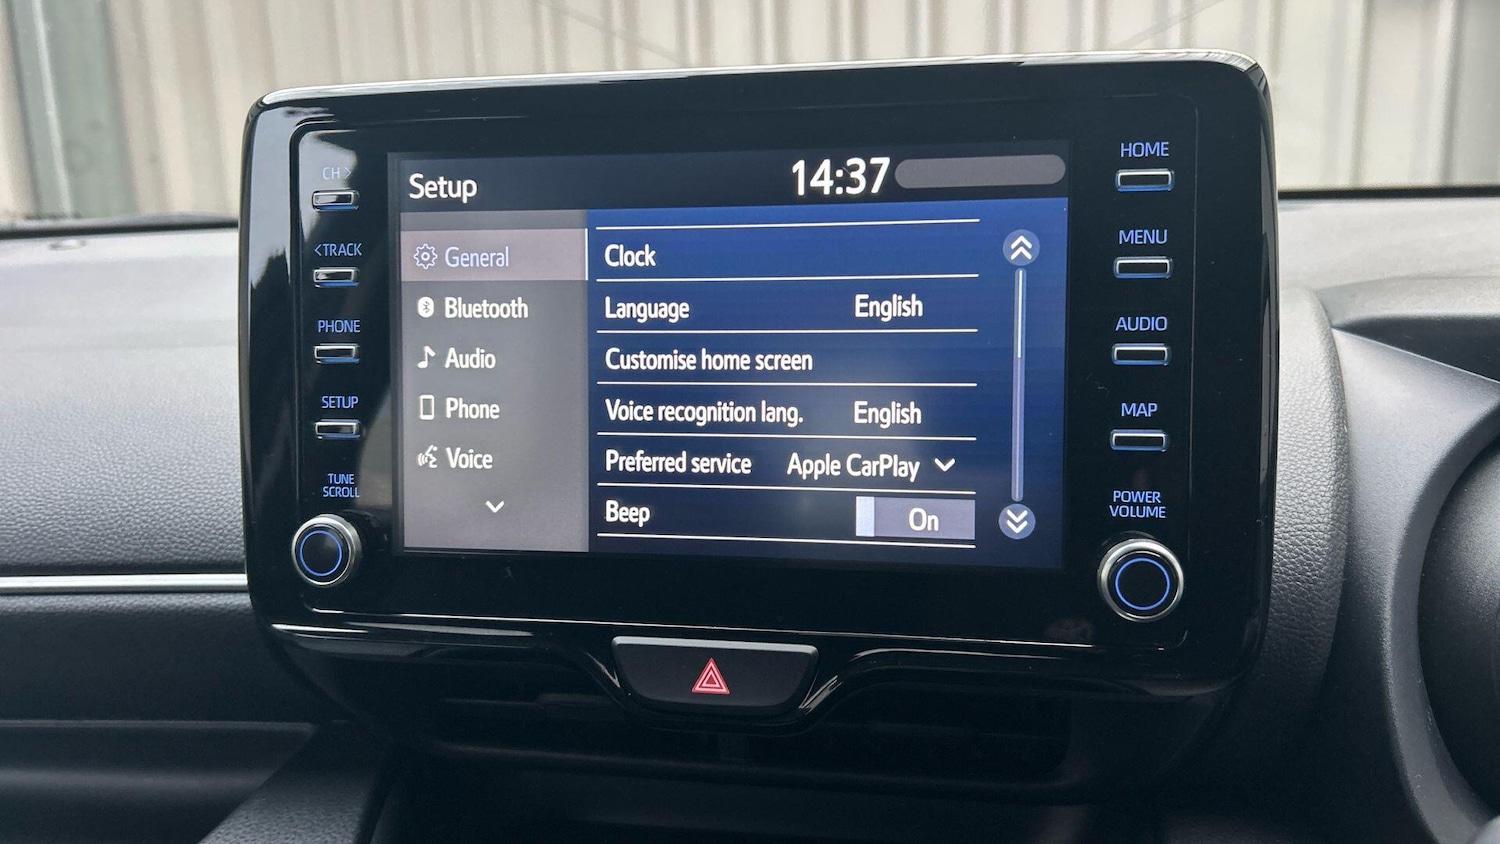 CH >
<TRACK
PHONE
SETUP
TUNE
SCROLL
Setup
14:37
General
Bluetooth
Audio
Phone
Voice
Clock
Language English
Customise home screen
Voice recognition lang. English
Preferred service Apple CarPlay
Beep On
HOME
MENU
AUDIO
MAP
POWER
VOLUME